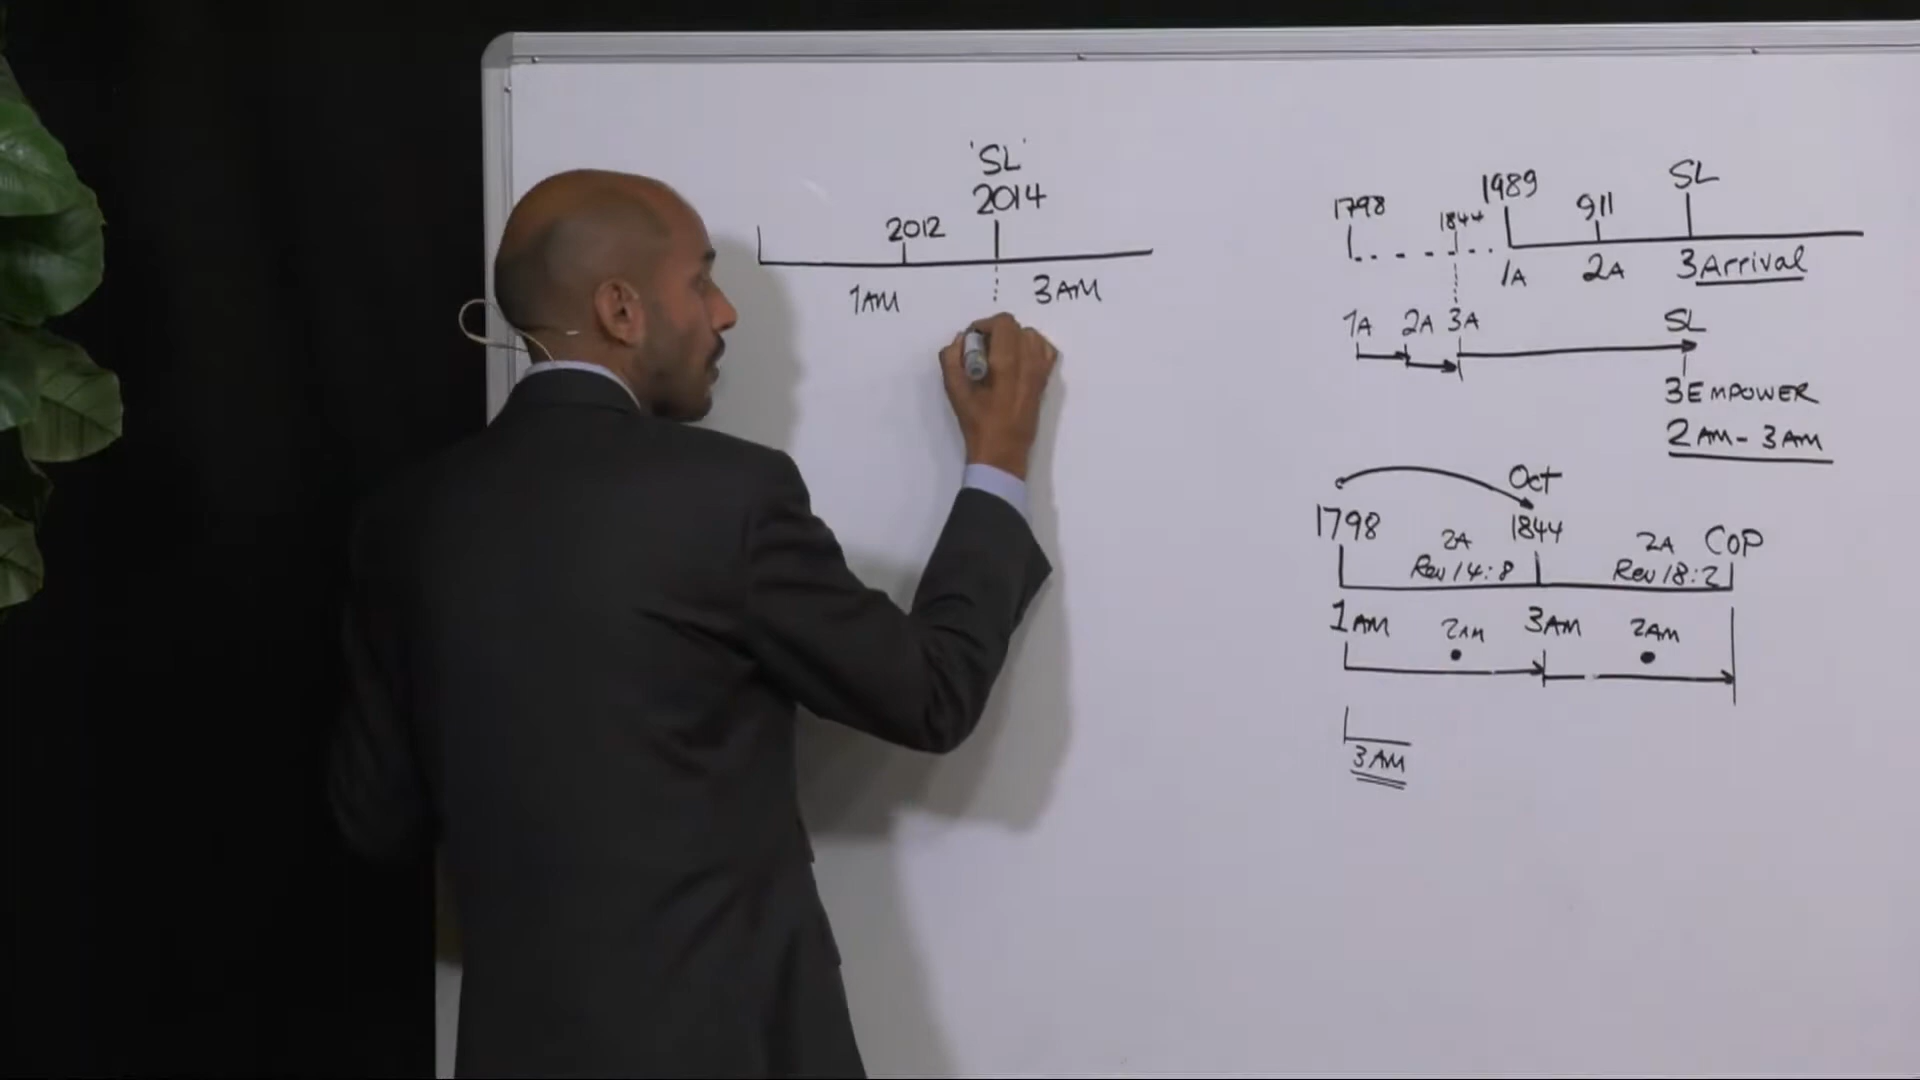 'SL'
2014
2012
1AM 3AM
SL
1989
1798 1844 911
1A 2A 3Arrival
1A 2A 3A SL
3EMPOWER
2AM - 3AM
Oct
1798 2A 1844 2A COP
Rev 14:8 Rev 18:2
1AM 2AM 3AM 2AM
3AM